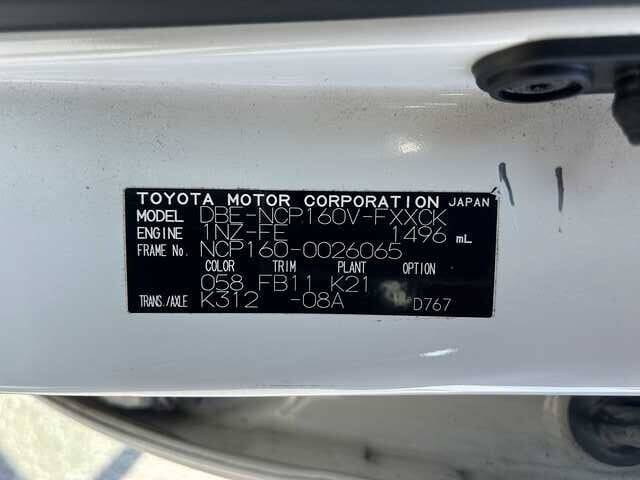 TOYOTA MOTOR CORPORATION JAPAN
MODEL DBE-NCP160V-FXXCK
ENGINE 1NZ-FE 1496 mL
FRAME No. NCP160-0026065
COLOR TRIM PLANT OPTION
058 FB11 K21
TRANS./AXLE K312 -08A D767